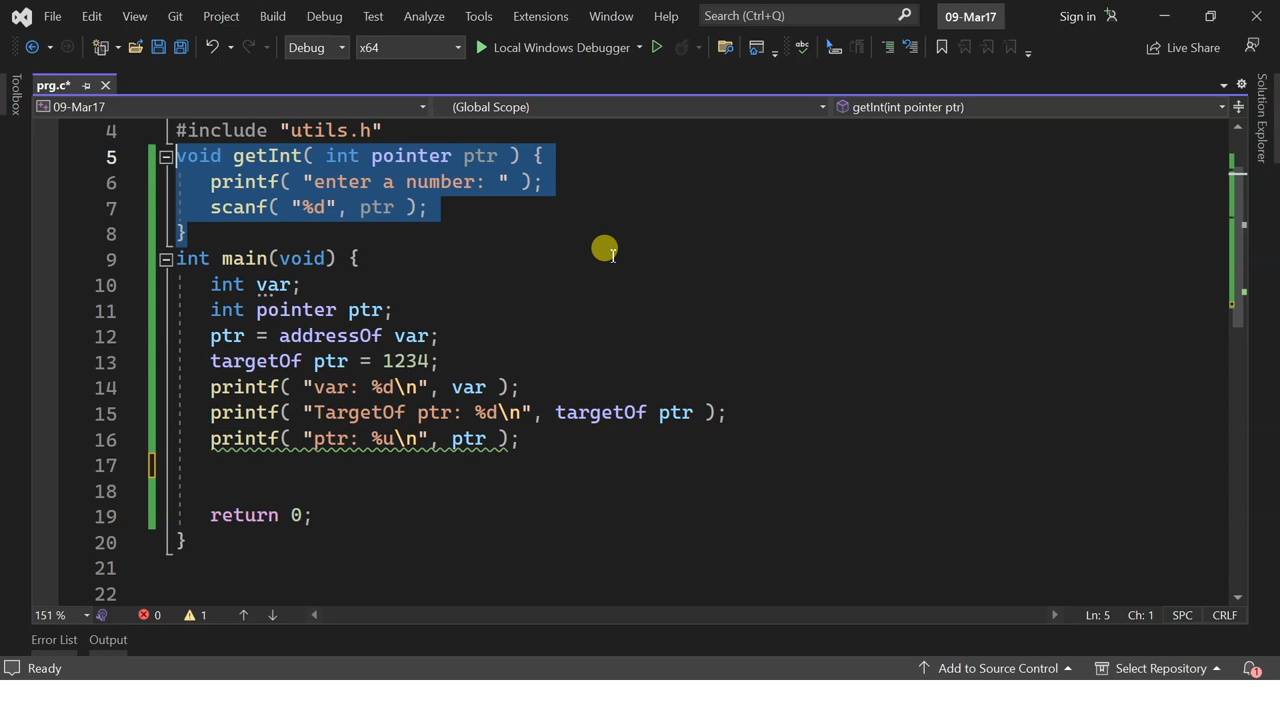 File Edit View Git Project Build Debug Test Analyze Tools Extensions Window Help Search (Ctrl+Q) 09-Mar17 Sign in
Debug x64 Local Windows Debugger abc Live Share
prg.c*
09-Mar17 (Global Scope) getInt(int pointer ptr)
Toolbox
Solution Explorer
4 #include "utils.h"
5 void getInt( int pointer ptr ) {
6 printf( "enter a number: " );
7 scanf( "%d", ptr );
8 }
9 int main(void) {
10 int var;
11 int pointer ptr;
12 ptr = addressOf var;
13 targetOf ptr = 1234;
14 printf( "var: %d\n", var );
15 printf( "TargetOf ptr: %d\n", targetOf ptr );
16 printf( "ptr: %u\n", ptr );
17
18
19 return 0;
20 }
21
22
151 % 0 1 Ln: 5 Ch: 1 SPC CRLF
Error List Output
Ready Add to Source Control Select Repository 1